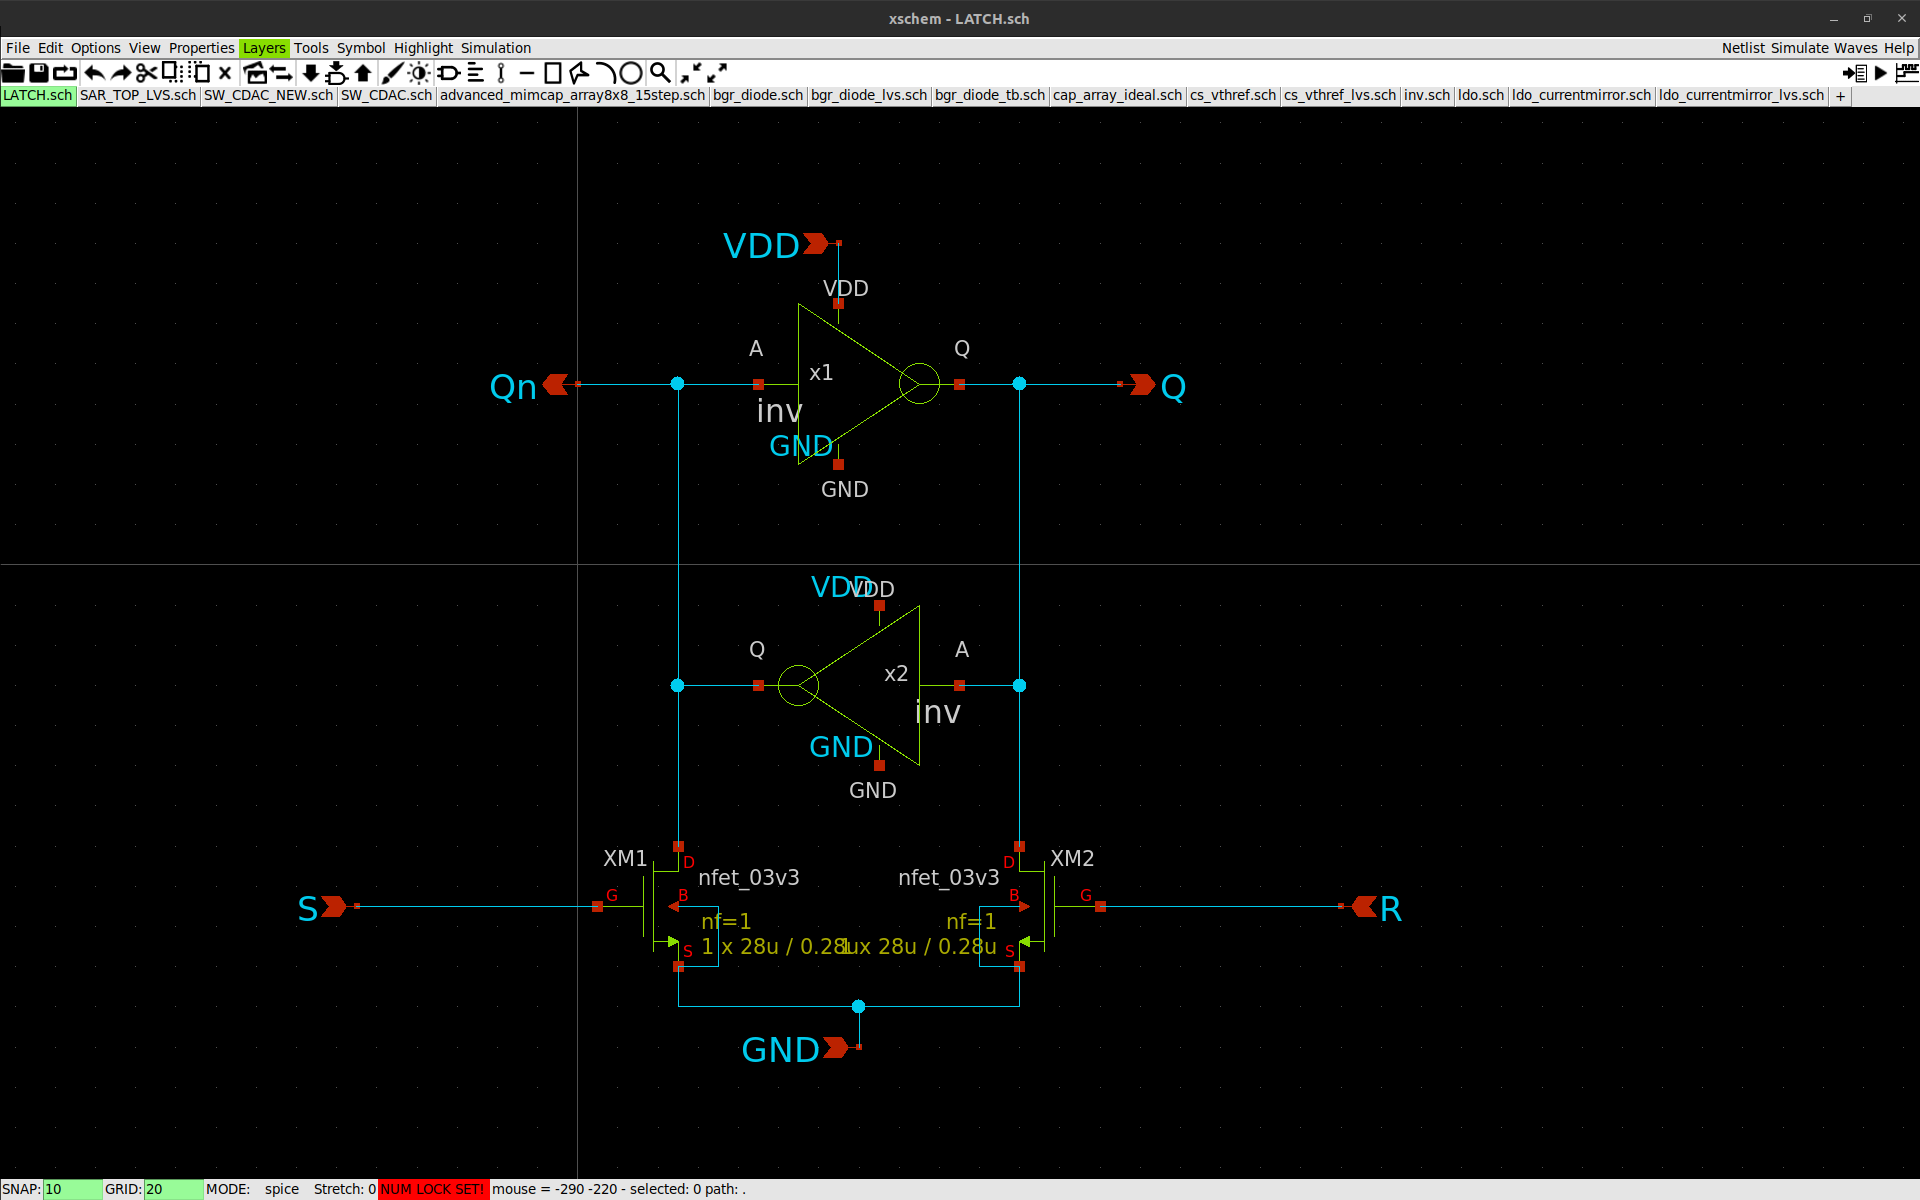 xschem - LATCH.sch
File Edit Options View Properties Layers Tools Symbol Highlight Simulation Netlist Simulate Waves Help
LATCH.sch SAR_TOP_LVS.sch SW_CDAC_NEW.sch SW_CDAC.sch advanced_mimcap_array8x8_15step.sch bgr_diode.sch bgr_diode_lvs.sch bgr_diode_tb.sch cap_array_ideal.sch cs_vthref.sch cs_vthref_lvs.sch inv.sch ldo.sch ldo_currentmirror.sch ldo_currentmirror_lvs.sch +
VDD
VDD
A
Q
x1
Qn
Q
inv
GND
GND
VDD
VDD
Q
A
x2
inv
GND
GND
XM1
D
nfet_03v3
nfet_03v3
D
XM2
S
G
B
B
G
R
nf=1
nf=1
1 x 28u / 0.28u
1 x 28u / 0.28u
S
S
GND
SNAP: 10 GRID: 20 MODE: spice Stretch: 0 NUM LOCK SET! mouse = -290 -220 - selected: 0 path: .